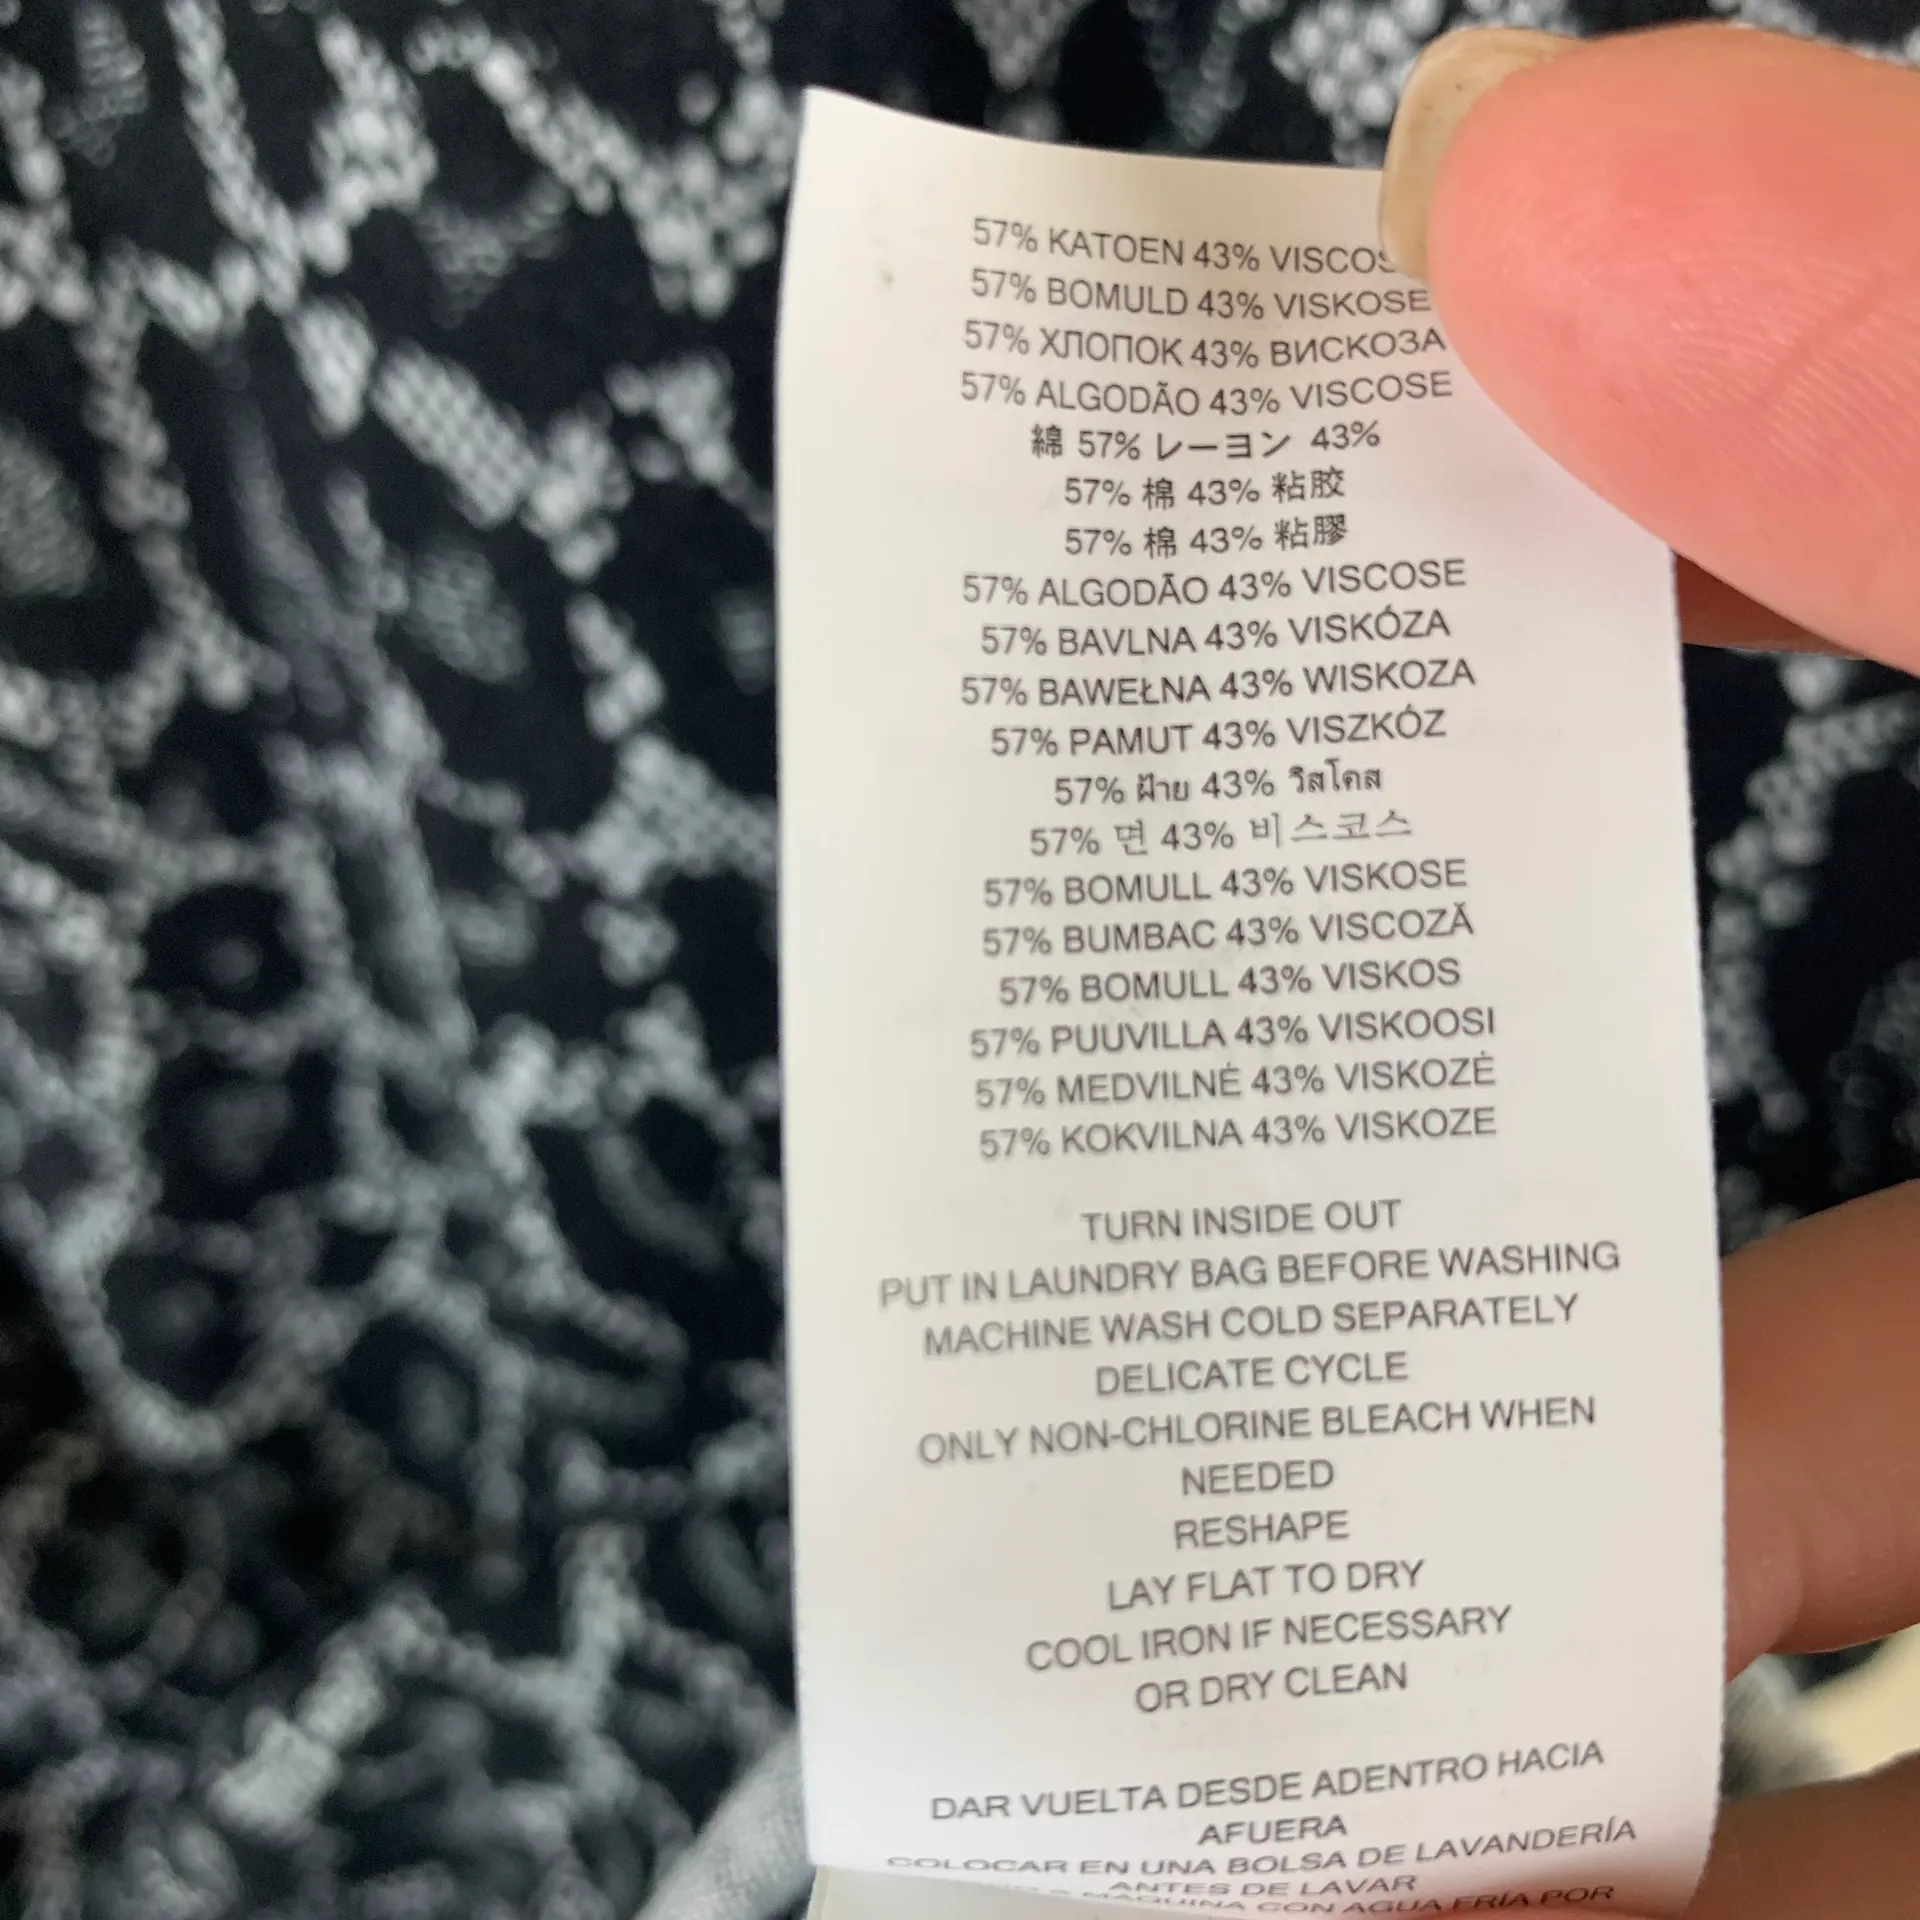 57% KATOEN 43%
57% BOMULD 43% VISKOSE
57% ХЛОПОК 43% ВИСКОЗА
57% ALGODÃO 43% VISCOSE
綿 57% レーヨン 43%
57% 棉 43% 粘胶
57% 棉 43% 粘膠
57% ALGODÃO 43% VISCOSE
57% BAVLNA 43% VISKÓZA
57% BAWEŁNA 43% WISKOZA
57% PAMUT 43% VISZKÓZ
57% ฝ้าย 43% วิสโคส
57% 면 43% 비스코스
57% BOMULL 43% VISKOSE
57% BUMBAC 43% VISCOZĂ
57% BOMULL 43% VISKOS
57% PUUVILLA 43% VISKOOSI
57% MEDVILNĖ 43% VISKOZĖ
57% KOKVILNA 43% VISKOZE
TURN INSIDE OUT
PUT IN LAUNDRY BAG BEFORE WASHING
MACHINE WASH COLD SEPARATELY
DELICATE CYCLE
ONLY NON-CHLORINE BLEACH WHEN
NEEDED
RESHAPE
LAY FLAT TO DRY
COOL IRON IF NECESSARY
OR DRY CLEAN
DAR VUELTA DESDE ADENTRO HACIA
AFUERA
COLOCAR EN UNA BOLSA DE LAVANDERÍA
ANTES DE LAVAR
A MÁQUINA CON AGUA FRÍA POR